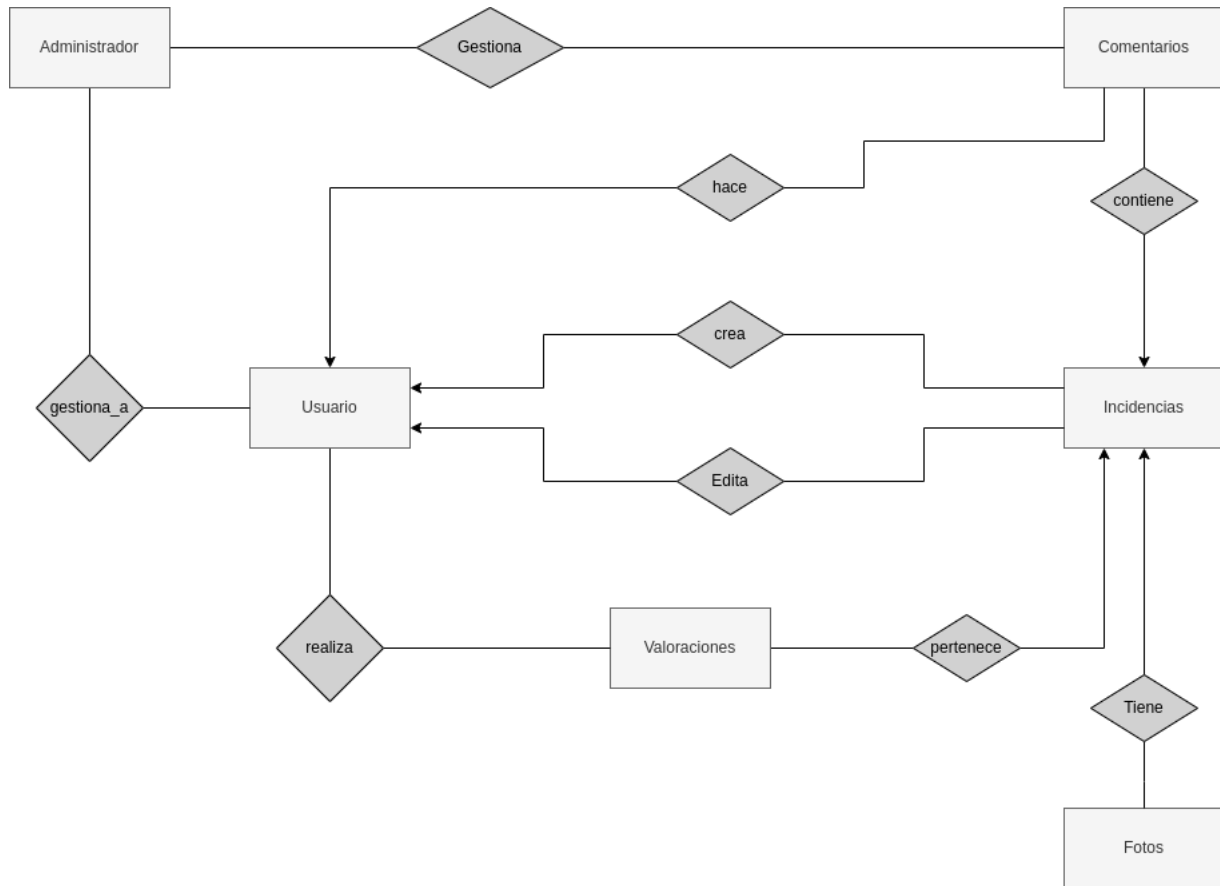 Administrador
Gestiona
Comentarios
hace
contiene
crea
gestiona_a
Usuario
Incidencias
Edita
realiza
Valoraciones
pertenece
Tiene
Fotos